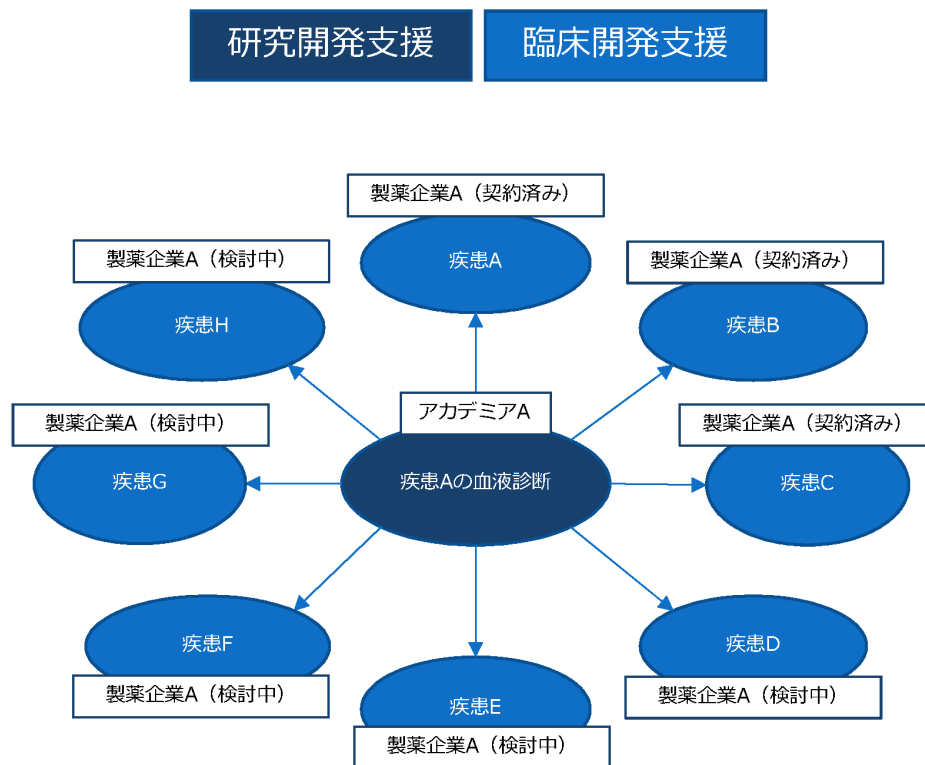 研究開発支援
臨床開発支援
製薬企業A（契約済み）
疾患A
製薬企業A（検討中）
疾患H
製薬企業A（契約済み）
疾患B
アカデミアA
疾患Aの血液診断
製薬企業A（検討中）
疾患G
製薬企業A（契約済み）
疾患C
疾患F
製薬企業A（検討中）
疾患D
製薬企業A（検討中）
疾患E
製薬企業A（検討中）